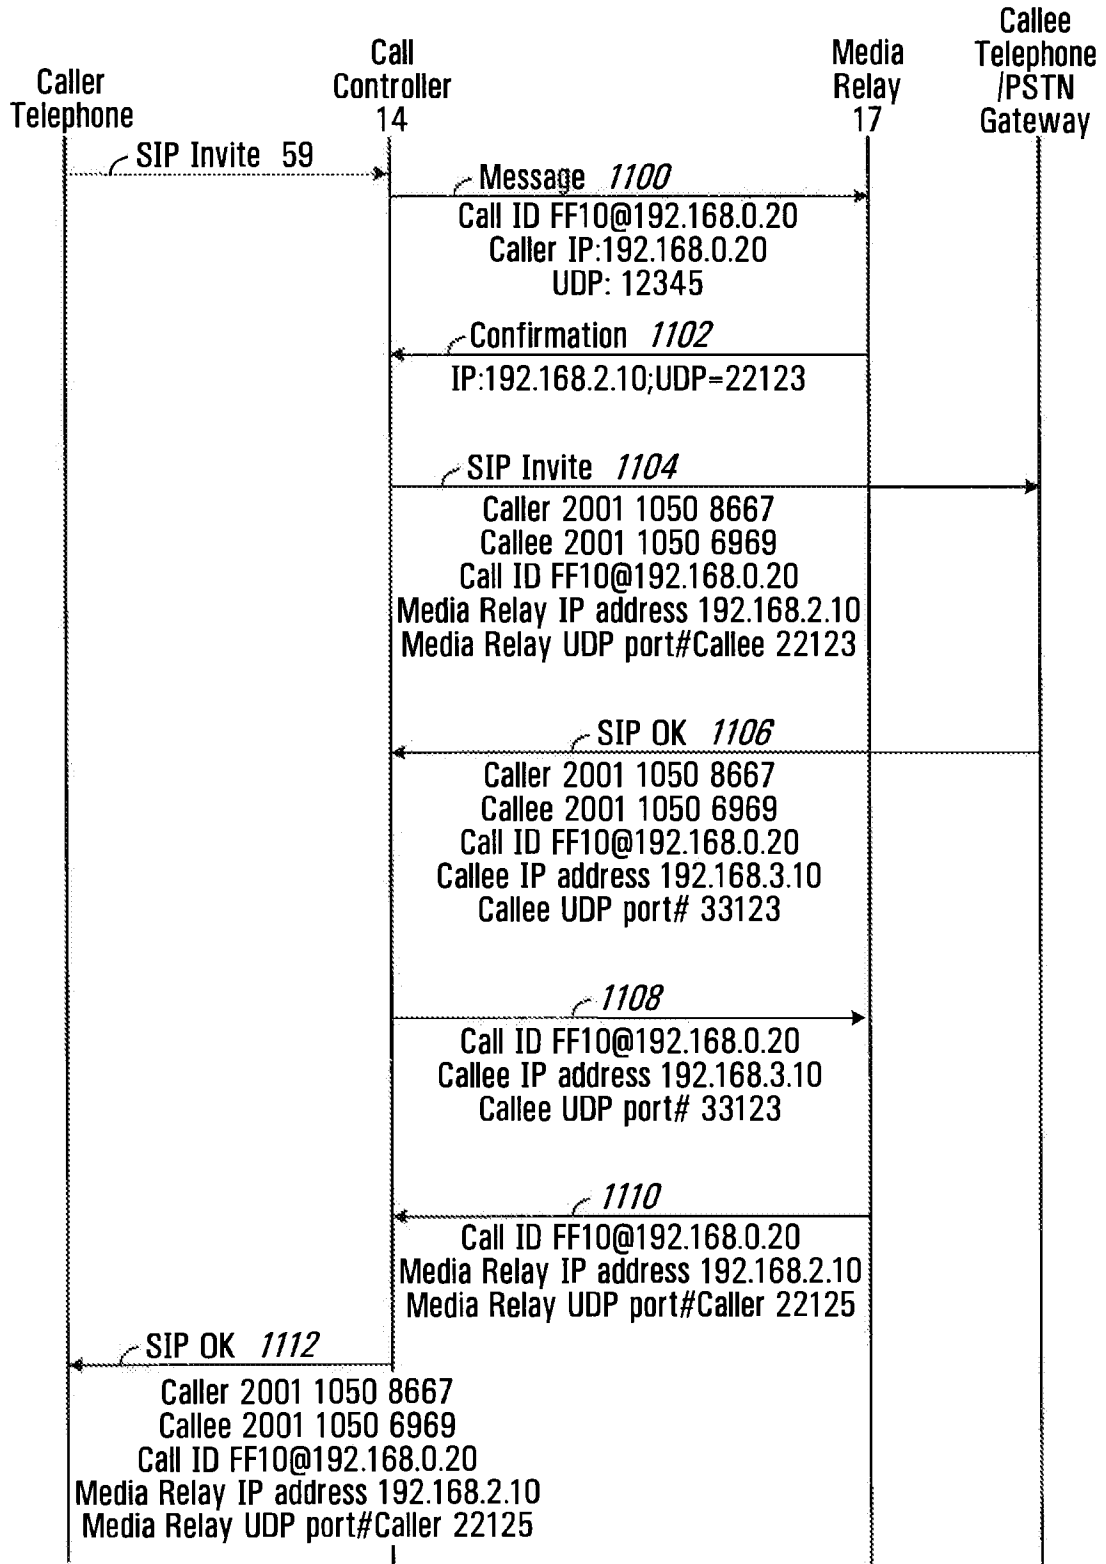 Caller
Telephone
Call
Controller
14
Media
Relay
17
Callee
Telephone
/PSTN
Gateway
SIP Invite 59
Message 1100
Call ID FF10@192.168.0.20
Caller IP:192.168.0.20
UDP: 12345
Confirmation 1102
IP:192.168.2.10;UDP=22123
SIP Invite 1104
Caller 2001 1050 8667
Callee 2001 1050 6969
Call ID FF10@192.168.0.20
Media Relay IP address 192.168.2.10
Media Relay UDP port#Callee 22123
SIP OK 1106
Caller 2001 1050 8667
Callee 2001 1050 6969
Call ID FF10@192.168.0.20
Callee IP address 192.168.3.10
Callee UDP port# 33123
1108
Call ID FF10@192.168.0.20
Callee IP address 192.168.3.10
Callee UDP port# 33123
1110
Call ID FF10@192.168.0.20
Media Relay IP address 192.168.2.10
Media Relay UDP port#Caller 22125
SIP OK 1112
Caller 2001 1050 8667
Callee 2001 1050 6969
Call ID FF10@192.168.0.20
Media Relay IP address 192.168.2.10
Media Relay UDP port#Caller 22125